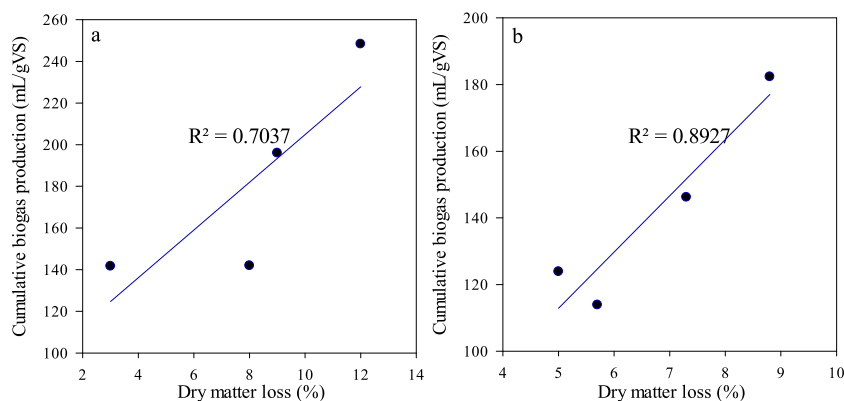 a
Cumulative biogas production (mL/gVS)
260
240
220
200
180
160
140
120
100
R² = 0.7037
2 4 6 8 10 12 14
Dry matter loss (%)
b
Cumulative biogas production (mL/gVS)
200
180
160
140
120
100
R² = 0.8927
4 5 6 7 8 9 10
Dry matter loss (%)